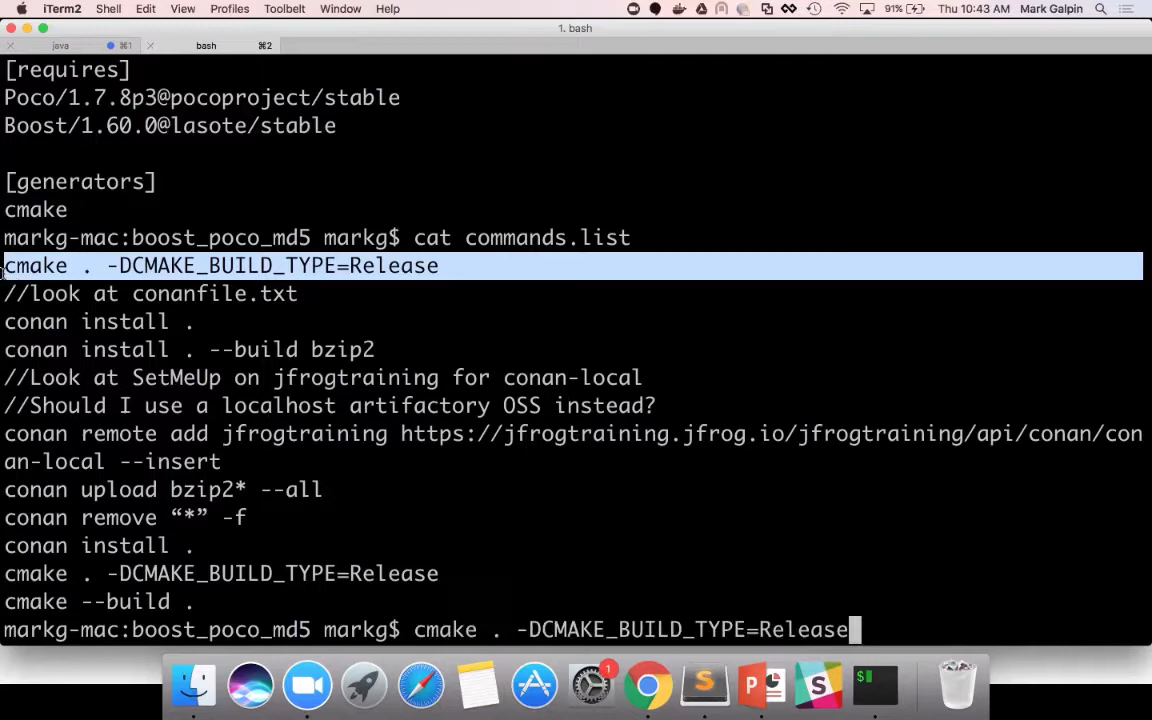 iTerm2 Shell Edit View Profiles Toolbelt Window Help 91% Thu 10:43 AM Mark Galpin
1. bash
java ⌘1 bash ⌘2
[requires]
Poco/1.7.8p3@pocoproject/stable
Boost/1.60.0@lasote/stable
[generators]
cmake
markg-mac:boost_poco_md5 markg$ cat commands.list
cmake . -DCMAKE_BUILD_TYPE=Release
//look at conanfile.txt
conan install .
conan install . --build bzip2
//Look at SetMeUp on jfrogtraining for conan-local
//Should I use a localhost artifactory OSS instead?
conan remote add jfrogtraining https://jfrogtraining.jfrog.io/jfrogtraining/api/conan/con
an-local --insert
conan upload bzip2* --all
conan remove “*” -f
conan install .
cmake . -DCMAKE_BUILD_TYPE=Release
cmake --build .
markg-mac:boost_poco_md5 markg$ cmake . -DCMAKE_BUILD_TYPE=Release
1